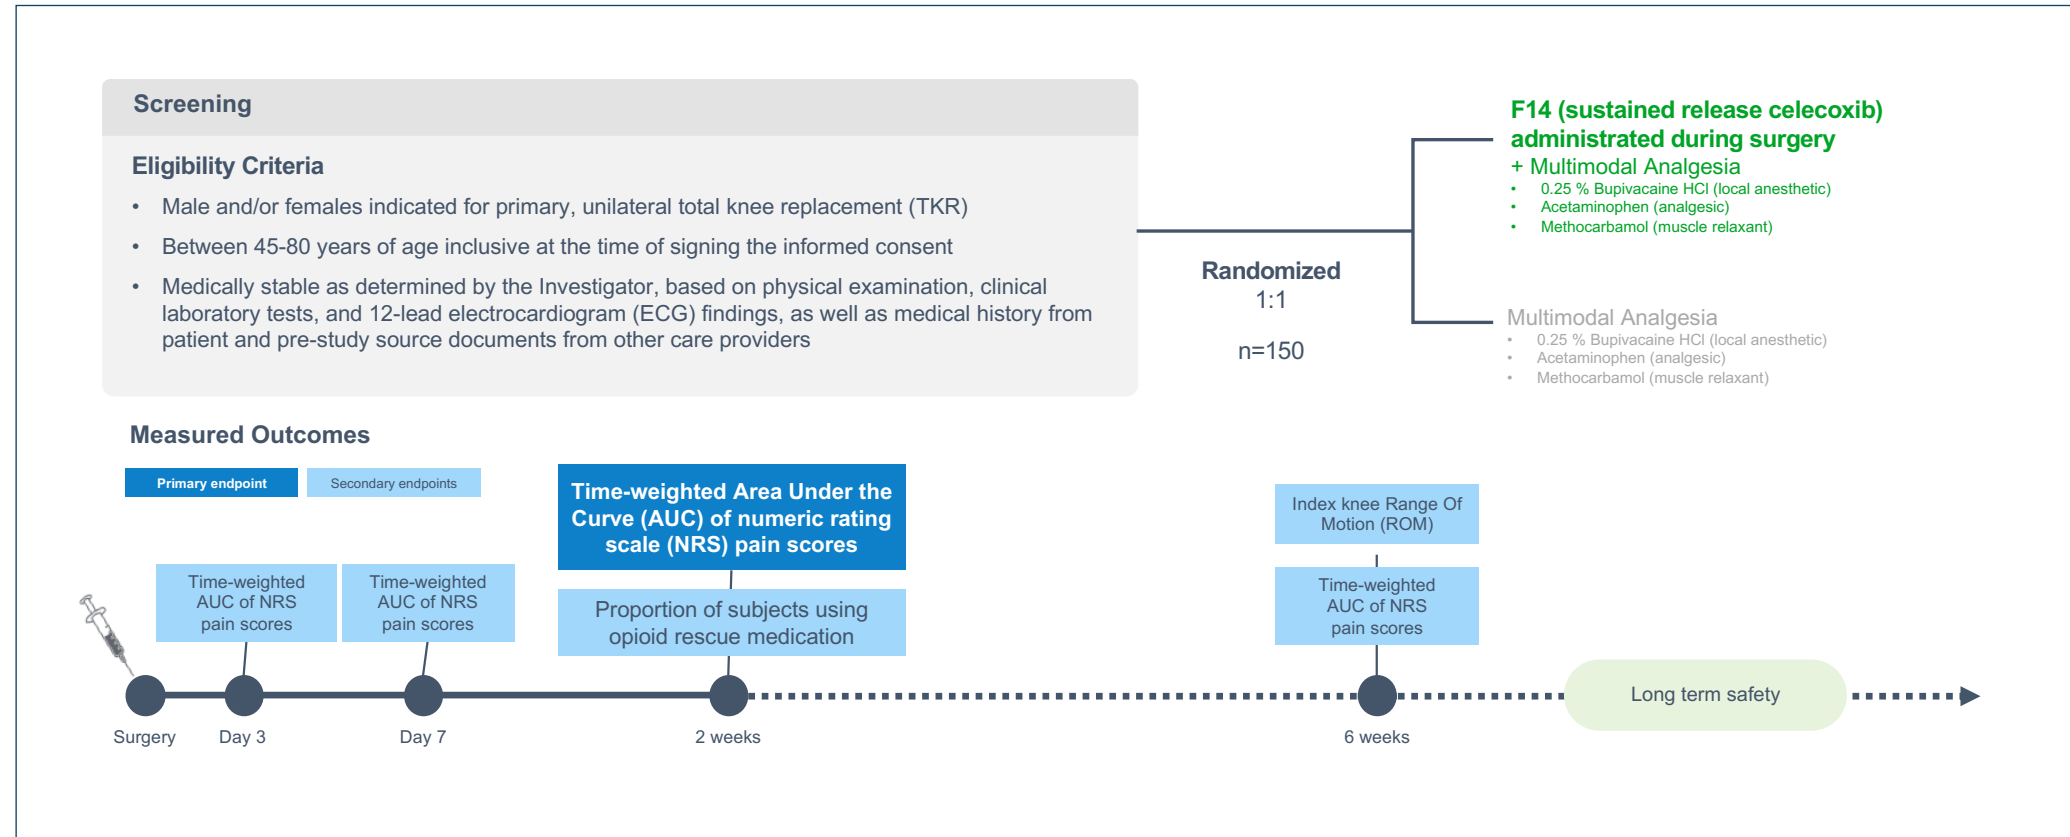 Screening
Eligibility Criteria
• Male and/or females indicated for primary, unilateral total knee replacement (TKR)
• Between 45-80 years of age inclusive at the time of signing the informed consent
• Medically stable as determined by the Investigator, based on physical examination, clinical
laboratory tests, and 12-lead electrocardiogram (ECG) findings, as well as medical history from
patient and pre-study source documents from other care providers
Randomized
1:1
n=150
F14 (sustained release celecoxib)
administrated during surgery
+ Multimodal Analgesia
• 0.25 % Bupivacaine HCl (local anesthetic)
• Acetaminophen (analgesic)
• Methocarbamol (muscle relaxant)
Multimodal Analgesia
• 0.25 % Bupivacaine HCl (local anesthetic)
• Acetaminophen (analgesic)
• Methocarbamol (muscle relaxant)
Measured Outcomes
Primary endpoint
Secondary endpoints
Time-weighted
AUC of NRS
pain scores
Time-weighted
AUC of NRS
pain scores
Time-weighted Area Under the
Curve (AUC) of numeric rating
scale (NRS) pain scores
Proportion of subjects using
opioid rescue medication
Index knee Range Of
Motion (ROM)
Time-weighted
AUC of NRS
pain scores
Long term safety
Surgery
Day 3
Day 7
2 weeks
6 weeks